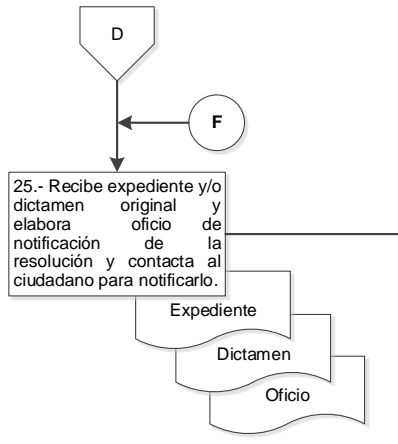 D
F
25.- Recibe expediente y/o
dictamen original y
elabora oficio de
notificación de la
resolución y contacta al
ciudadano para notificarlo.
Expediente
Dictamen
Oficio